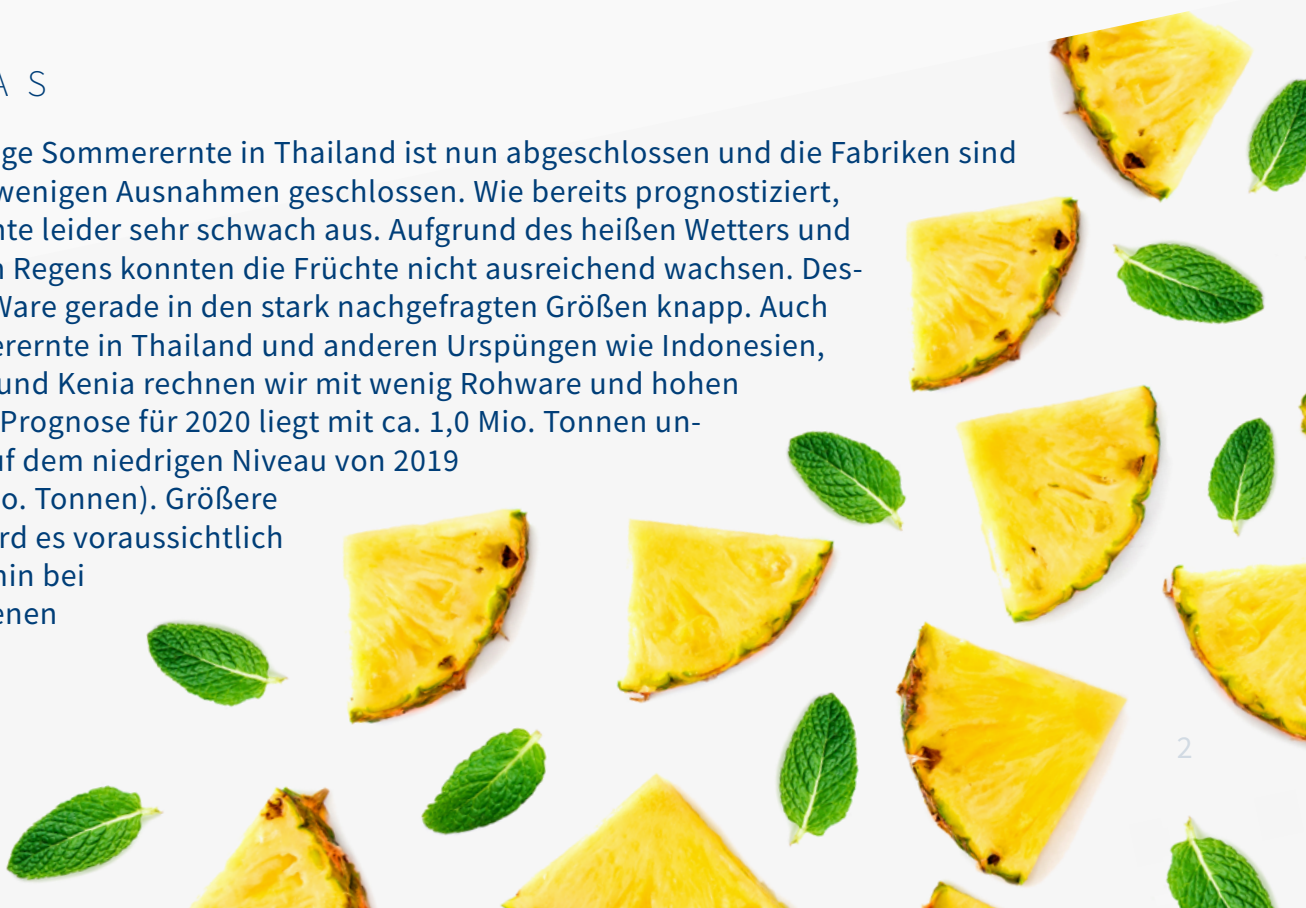 A S
ge Sommerernte in Thailand ist nun abgeschlossen und die Fabriken sind
wenigen Ausnahmen geschlossen. Wie bereits prognostiziert,
nte leider sehr schwach aus. Aufgrund des heißen Wetters und
n Regens konnten die Früchte nicht ausreichend wachsen. Des-
Ware gerade in den stark nachgefragten Größen knapp. Auch
erernte in Thailand und anderen Urspüngen wie Indonesien,
und Kenia rechnen wir mit wenig Rohware und hohen
Prognose für 2020 liegt mit ca. 1,0 Mio. Tonnen un-
uf dem niedrigen Niveau von 2019
o. Tonnen). Größere
rd es voraussichtlich
hin bei
enen
2